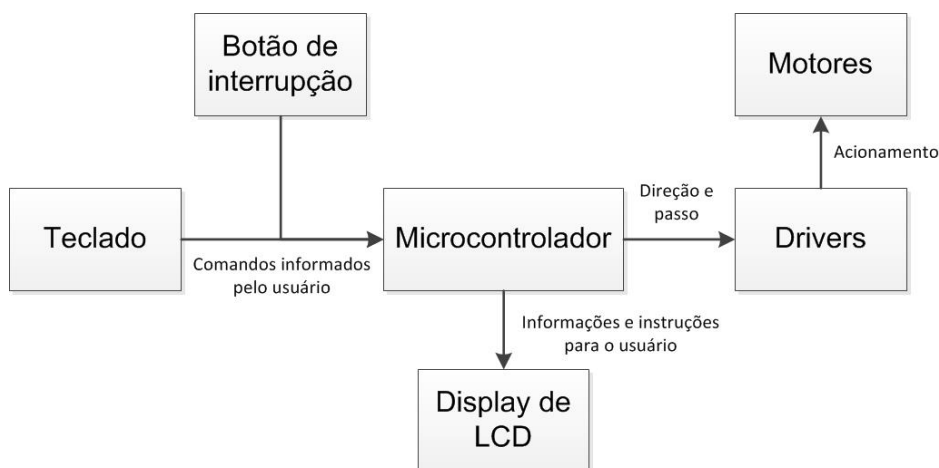 Botão de
interrupção
Motores
Acionamento
Teclado
Comandos informados
pelo usuário
Microcontrolador
Direção e
passo
Drivers
Informações e instruções
para o usuário
Display de
LCD